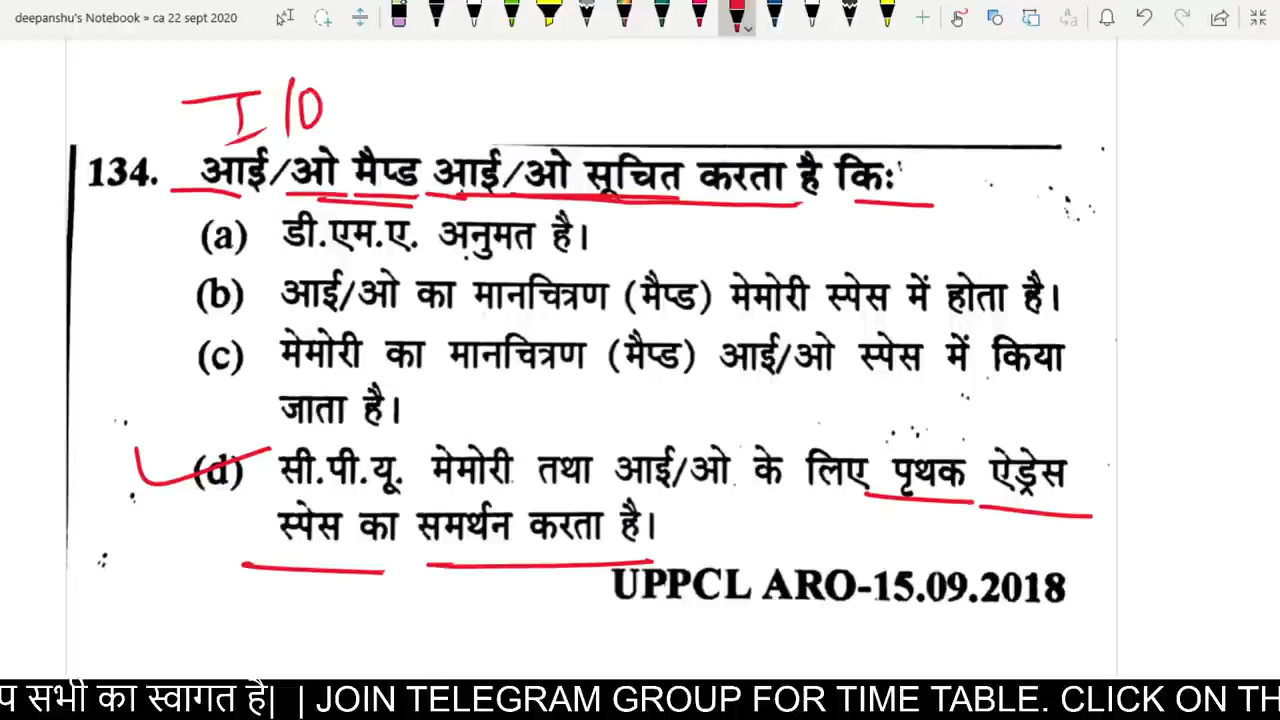 deepanshu's Notebook » ca 22 sept 2020
I/O
134. आई/ओ मैप्ड आई/ओ सूचित करता है किः
(a) डी.एम.ए. अनुमत है।
(b) आई/ओ का मानचित्रण (मैप्ड) मेमोरी स्पेस में होता है।
(c) मेमोरी का मानचित्रण (मैप्ड) आई/ओ स्पेस में किया
जाता है।
(d) सी.पी.यू. मेमोरी तथा आई/ओ के लिए पृथक ऐड्रेस
स्पेस का समर्थन करता है।
UPPCL ARO-15.09.2018
प सभी का स्वागत है| | JOIN TELEGRAM GROUP FOR TIME TABLE. CLICK ON TH